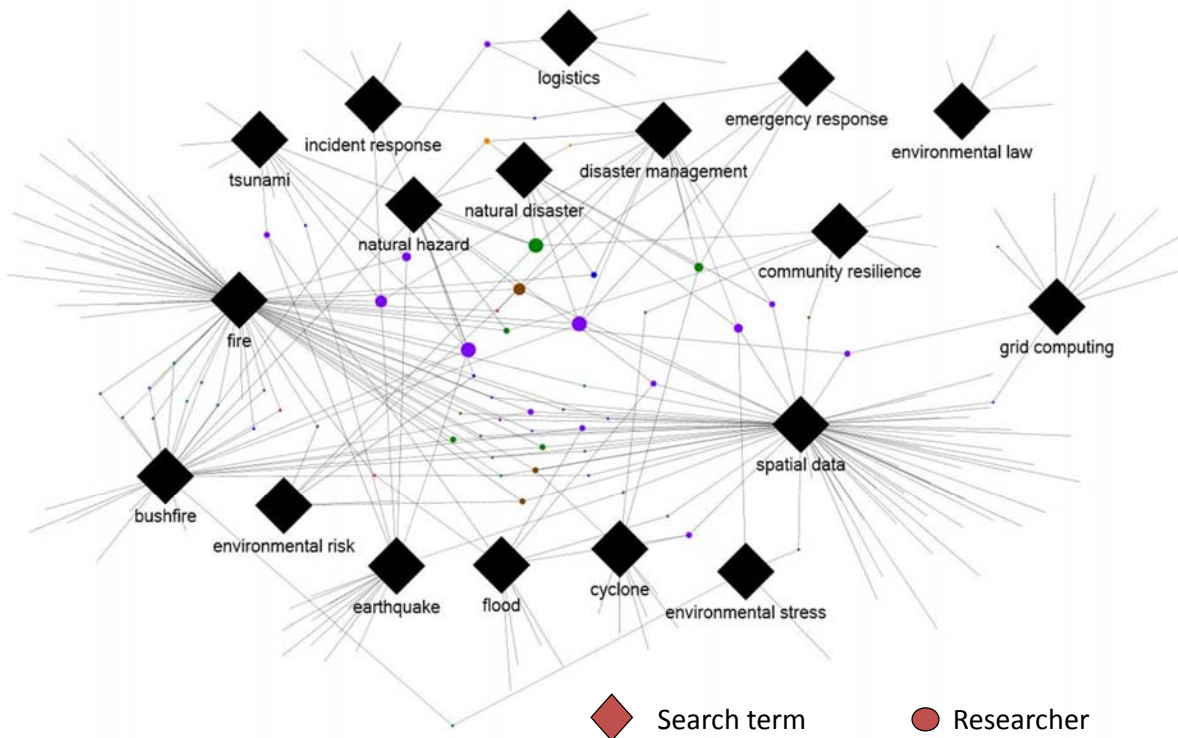 logistics
emergency response
incident response
environmental law
disaster management
tsunami
natural disaster
natural hazard
community resilience
fire
grid computing
spatial data
bushfire
environmental risk
cyclone
earthquake
flood
environmental stress
Search term
Researcher